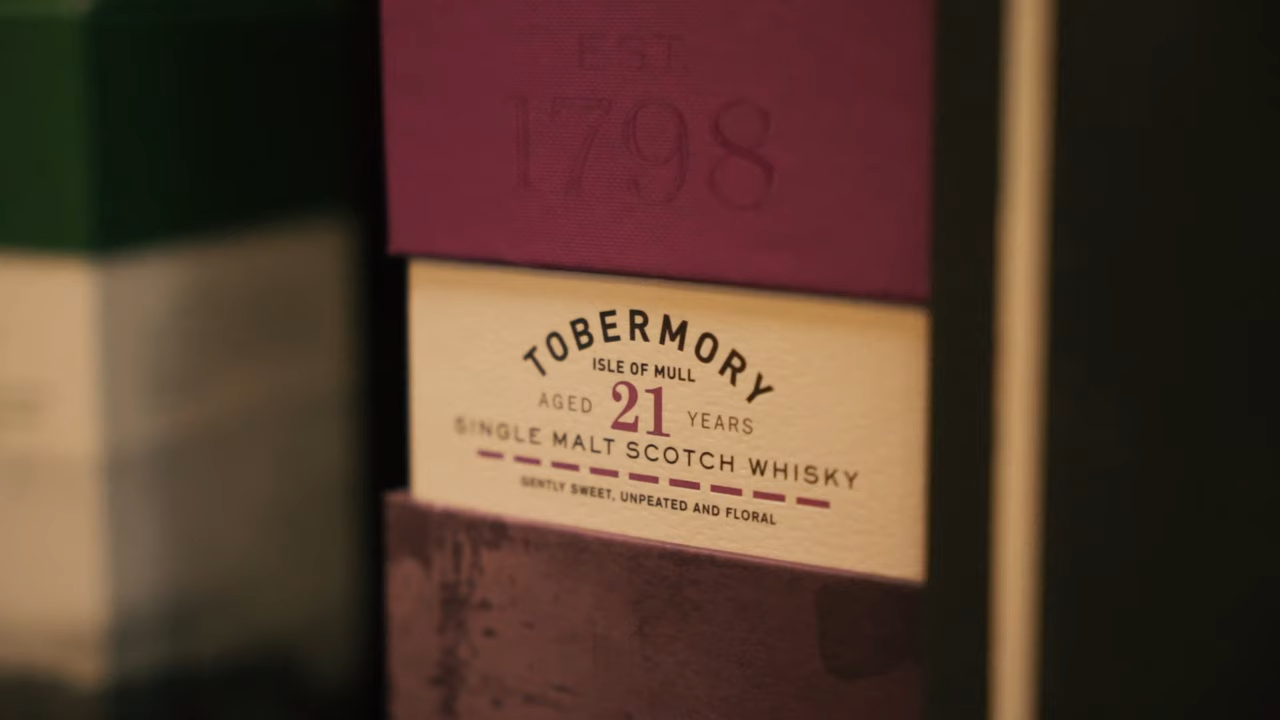 EST.
1798
TOBERMORY
ISLE OF MULL
AGED 21 YEARS
SINGLE MALT SCOTCH WHISKY
GENTLY SWEET, UNPEATED AND FLORAL